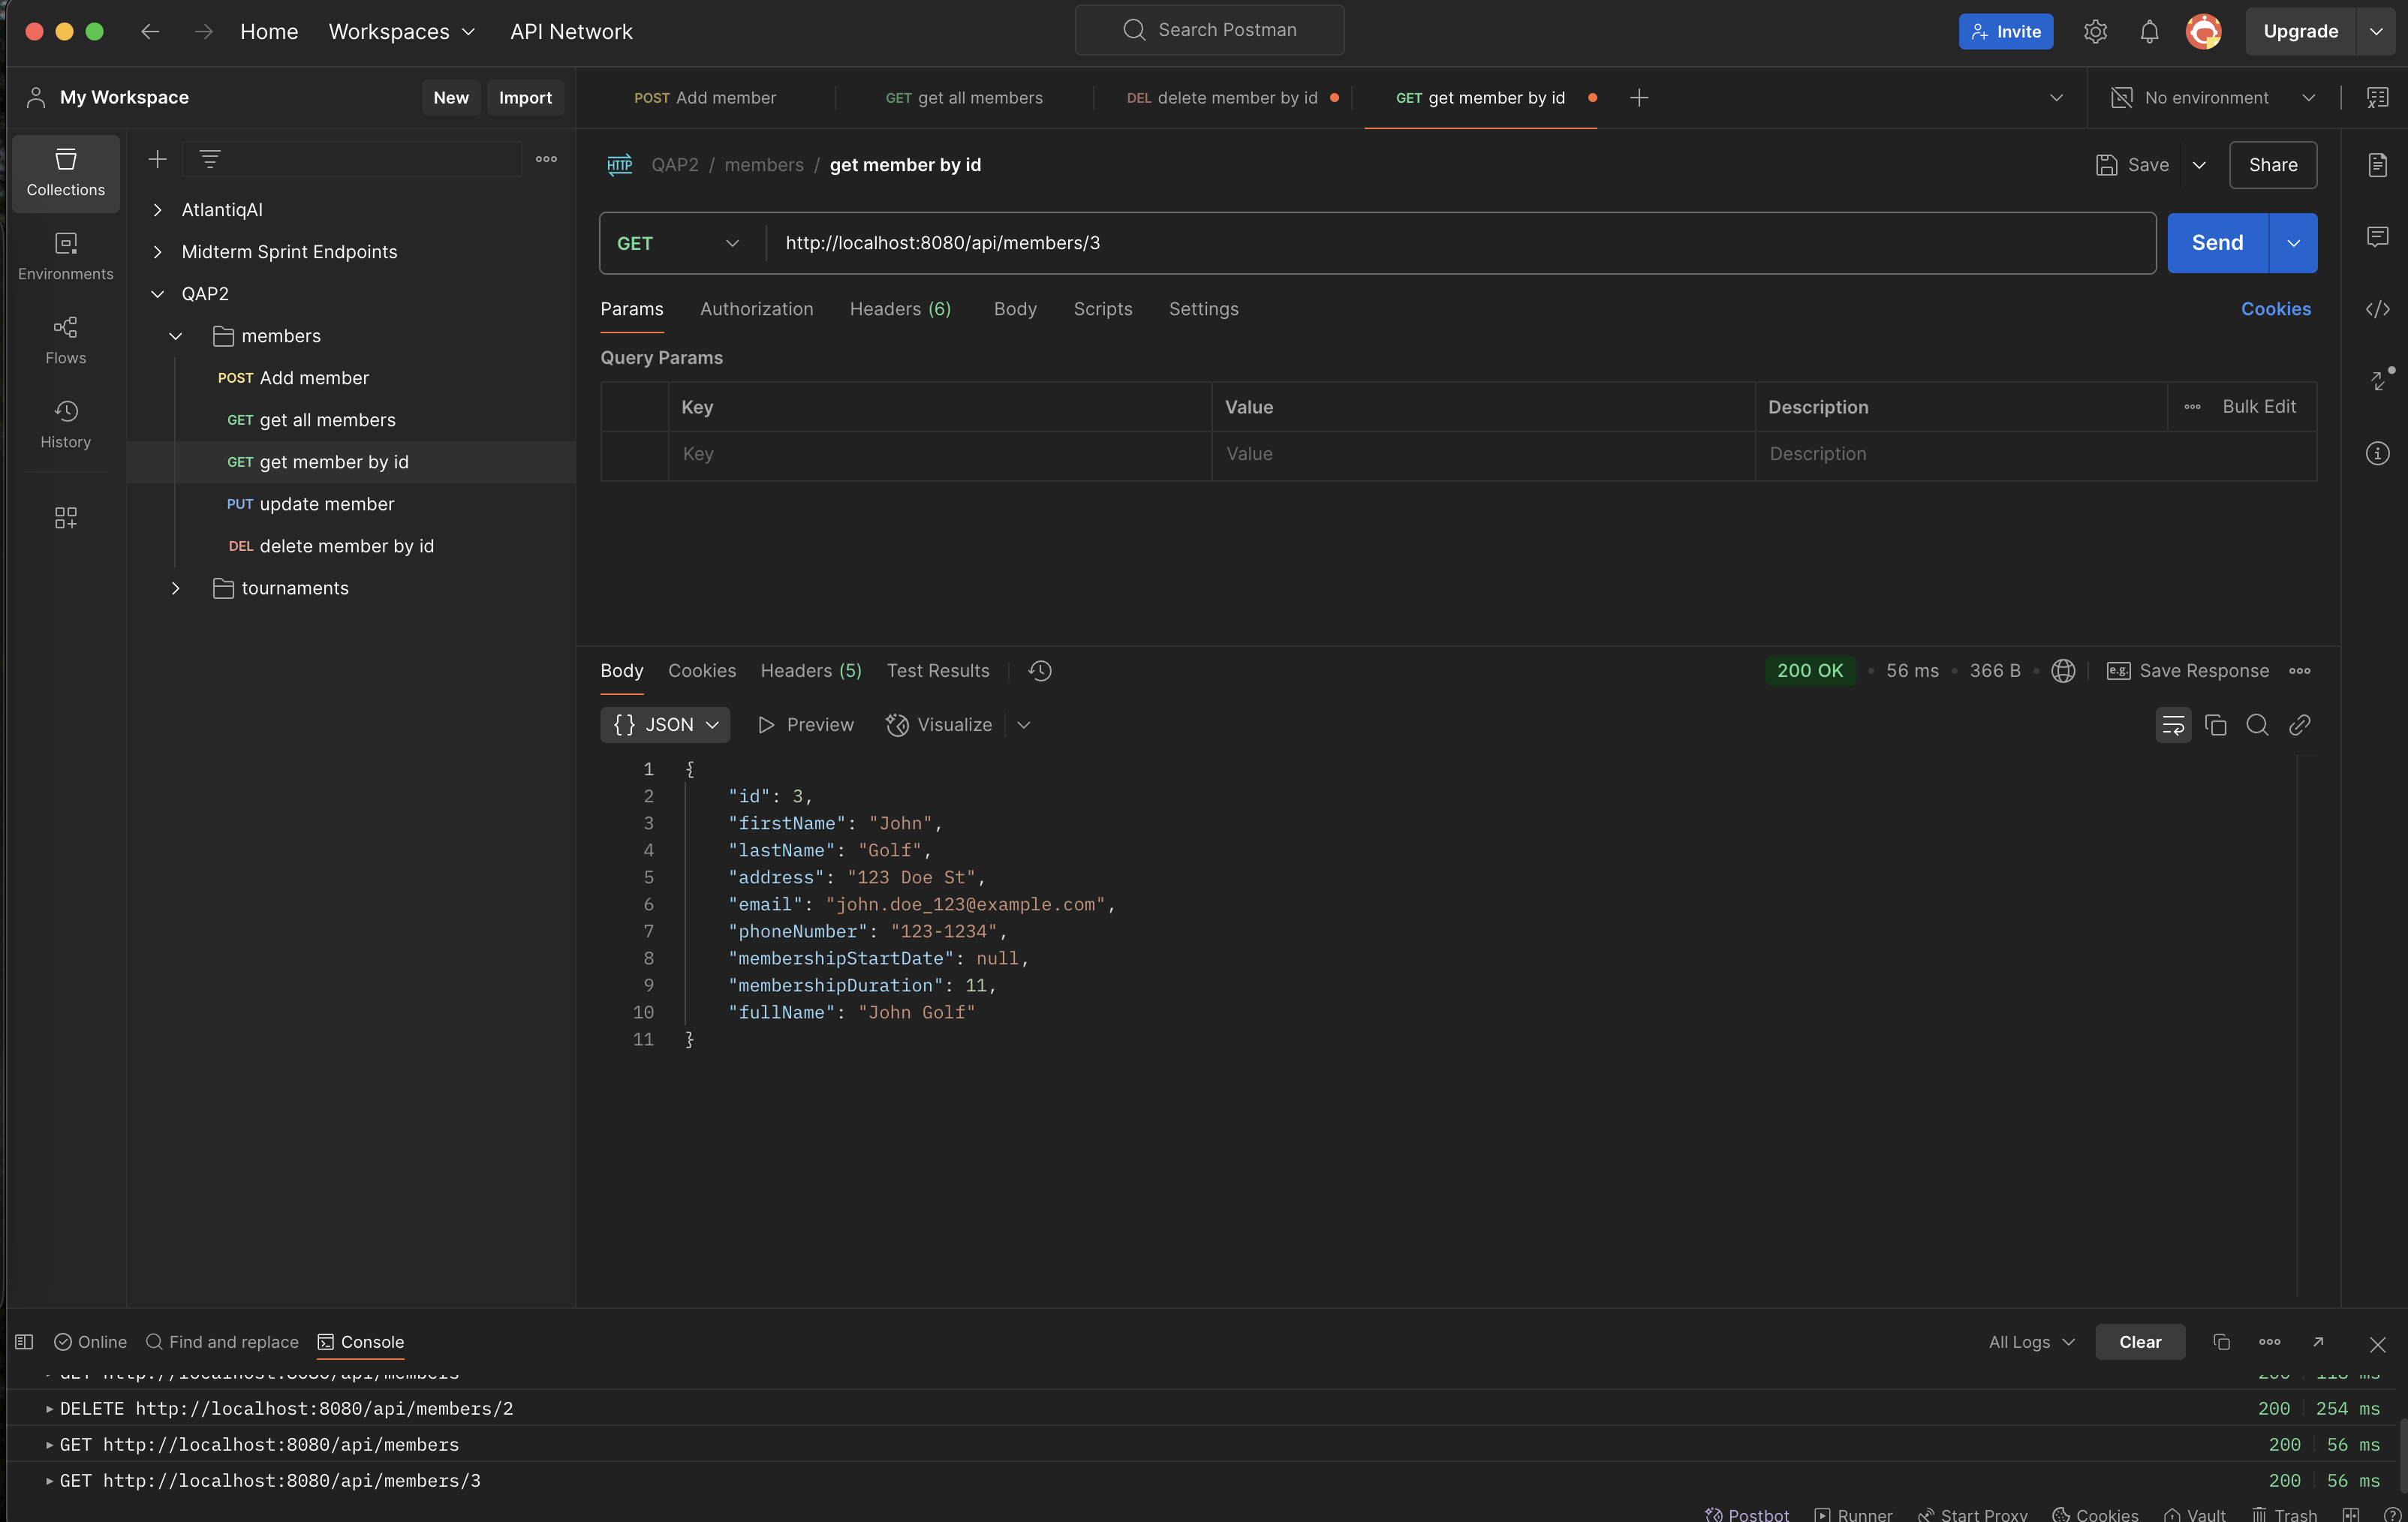 Home Workspaces API Network Search Postman Invite Upgrade
My Workspace New Import POST Add member GET get all members DEL delete member by id GET get member by id No environment
Collections
Environments
Flows
History
AtlantiqAI
Midterm Sprint Endpoints
QAP2
members
POST Add member
GET get all members
GET get member by id
PUT update member
DEL delete member by id
tournaments
HTTP QAP2 / members / get member by id Save Share
GET http://localhost:8080/api/members/3 Send
Params Authorization Headers (6) Body Scripts Settings Cookies
Query Params
Key Value Description Bulk Edit
Key Value Description
Body Cookies Headers (5) Test Results 200 OK • 56 ms • 366 B • e.g. Save Response
{} JSON Preview Visualize
1 {
2 "id": 3,
3 "firstName": "John",
4 "lastName": "Golf",
5 "address": "123 Doe St",
6 "email": "john.doe_123@example.com",
7 "phoneNumber": "123-1234",
8 "membershipStartDate": null,
9 "membershipDuration": 11,
10 "fullName": "John Golf"
11 }
Online Find and replace Console All Logs Clear
GET http://localhost:8080/api/members 200 118 ms
DELETE http://localhost:8080/api/members/2 200 254 ms
GET http://localhost:8080/api/members 200 56 ms
GET http://localhost:8080/api/members/3 200 56 ms
Postbot Runner Start Proxy Cookies Vault Trash